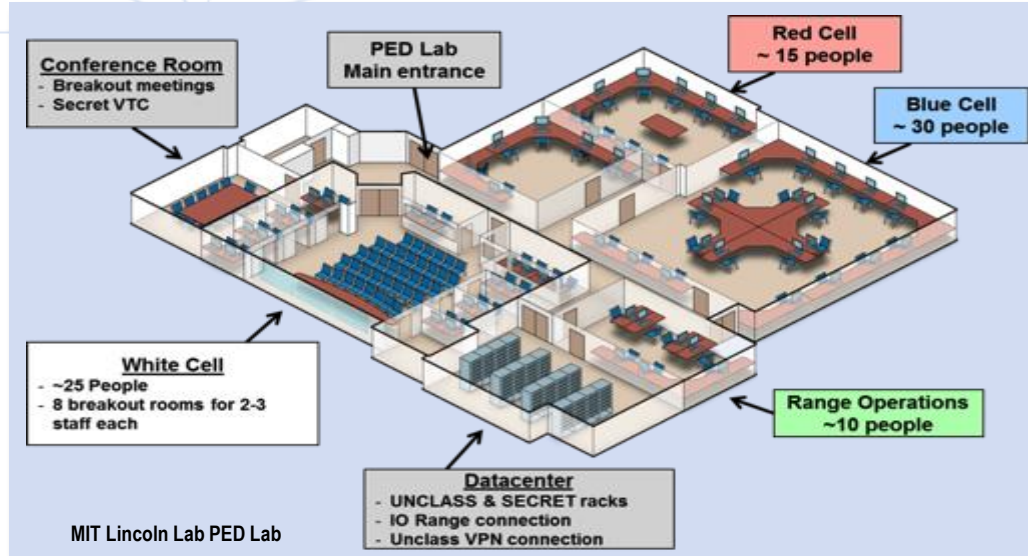 Conference Room
- Breakout meetings
- Secret VTC
PED Lab
Main entrance
Red Cell
~ 15 people
Blue Cell
~ 30 people
White Cell
- ~25 People
- 8 breakout rooms for 2-3
staff each
Range Operations
~10 people
Datacenter
- UNCLASS & SECRET racks
- IO Range connection
- Unclass VPN connection
MIT Lincoln Lab PED Lab